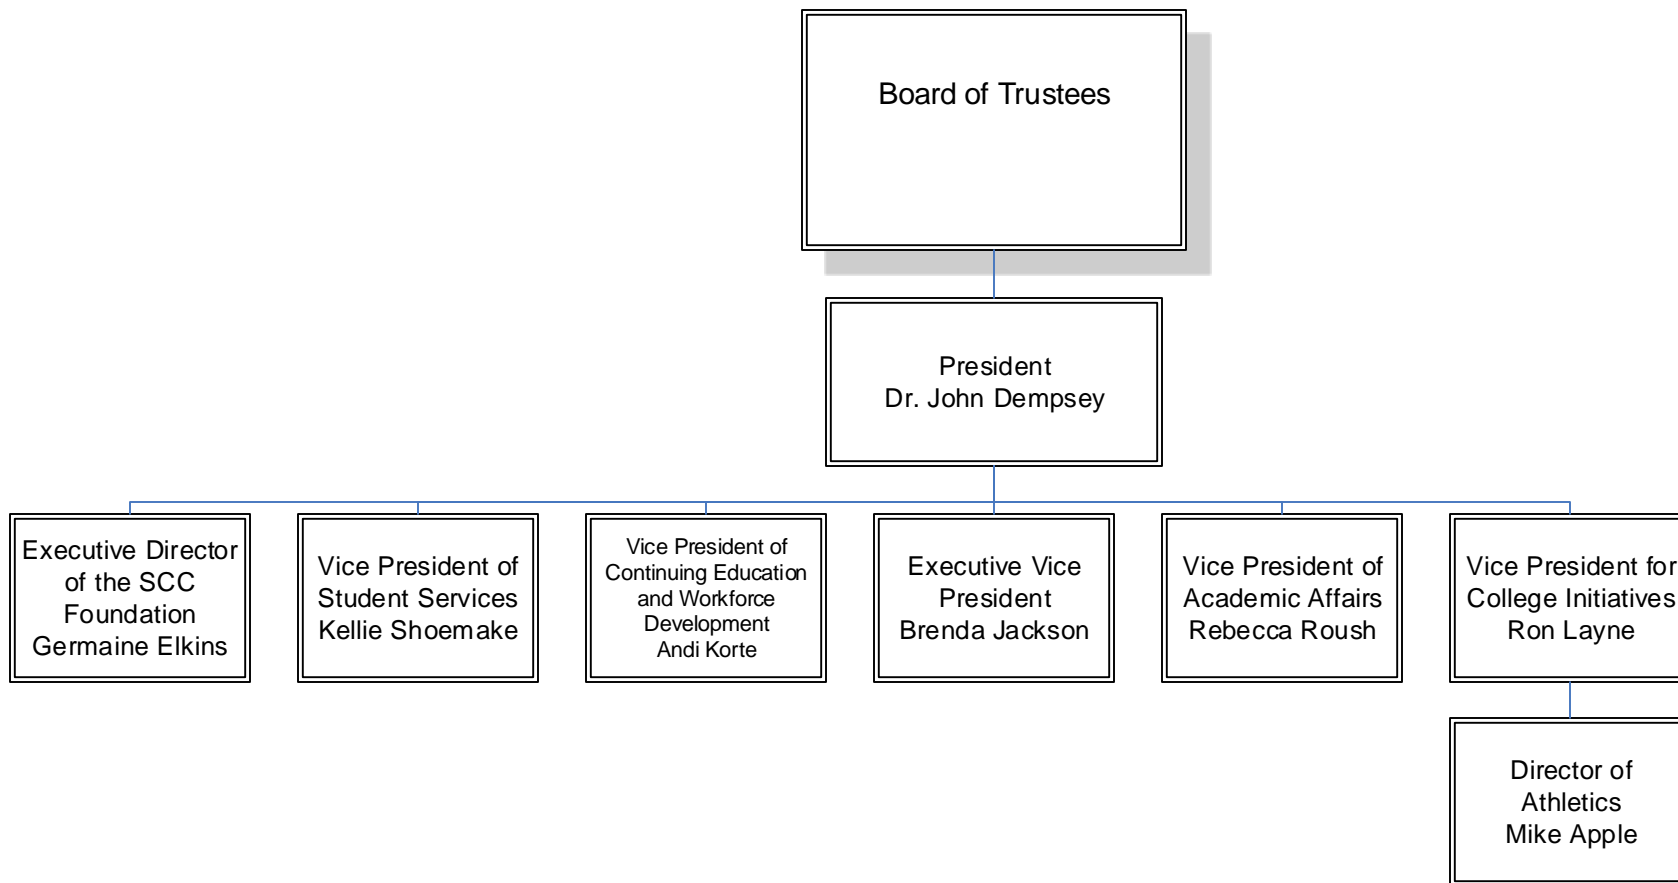 Board of Trustees
President
Dr. John Dempsey
Executive Director
of the SCC
Foundation
Germaine Elkins
Vice President of
Student Services
Kellie Shoemake
Vice President of
Continuing Education
and Workforce
Development
Andi Korte
Executive Vice
President
Brenda Jackson
Vice President of
Academic Affairs
Rebecca Roush
Vice President for
College Initiatives
Ron Layne
Director of
Athletics
Mike Apple